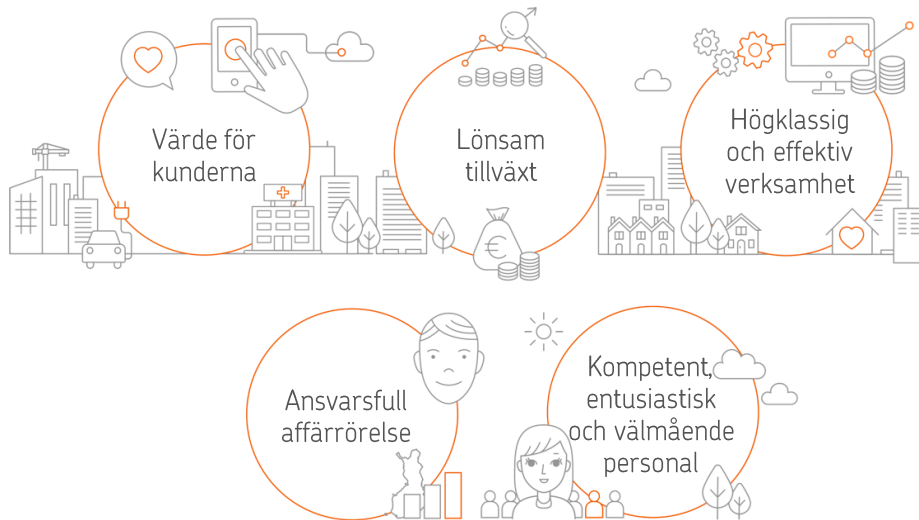 Värde för
kunderna
Lönsam
tillväxt
Högklassig
och effektiv
verksamhet
Ansvarsfull
affärrörelse
Kompetent,
entusiastisk
och välmående
personal